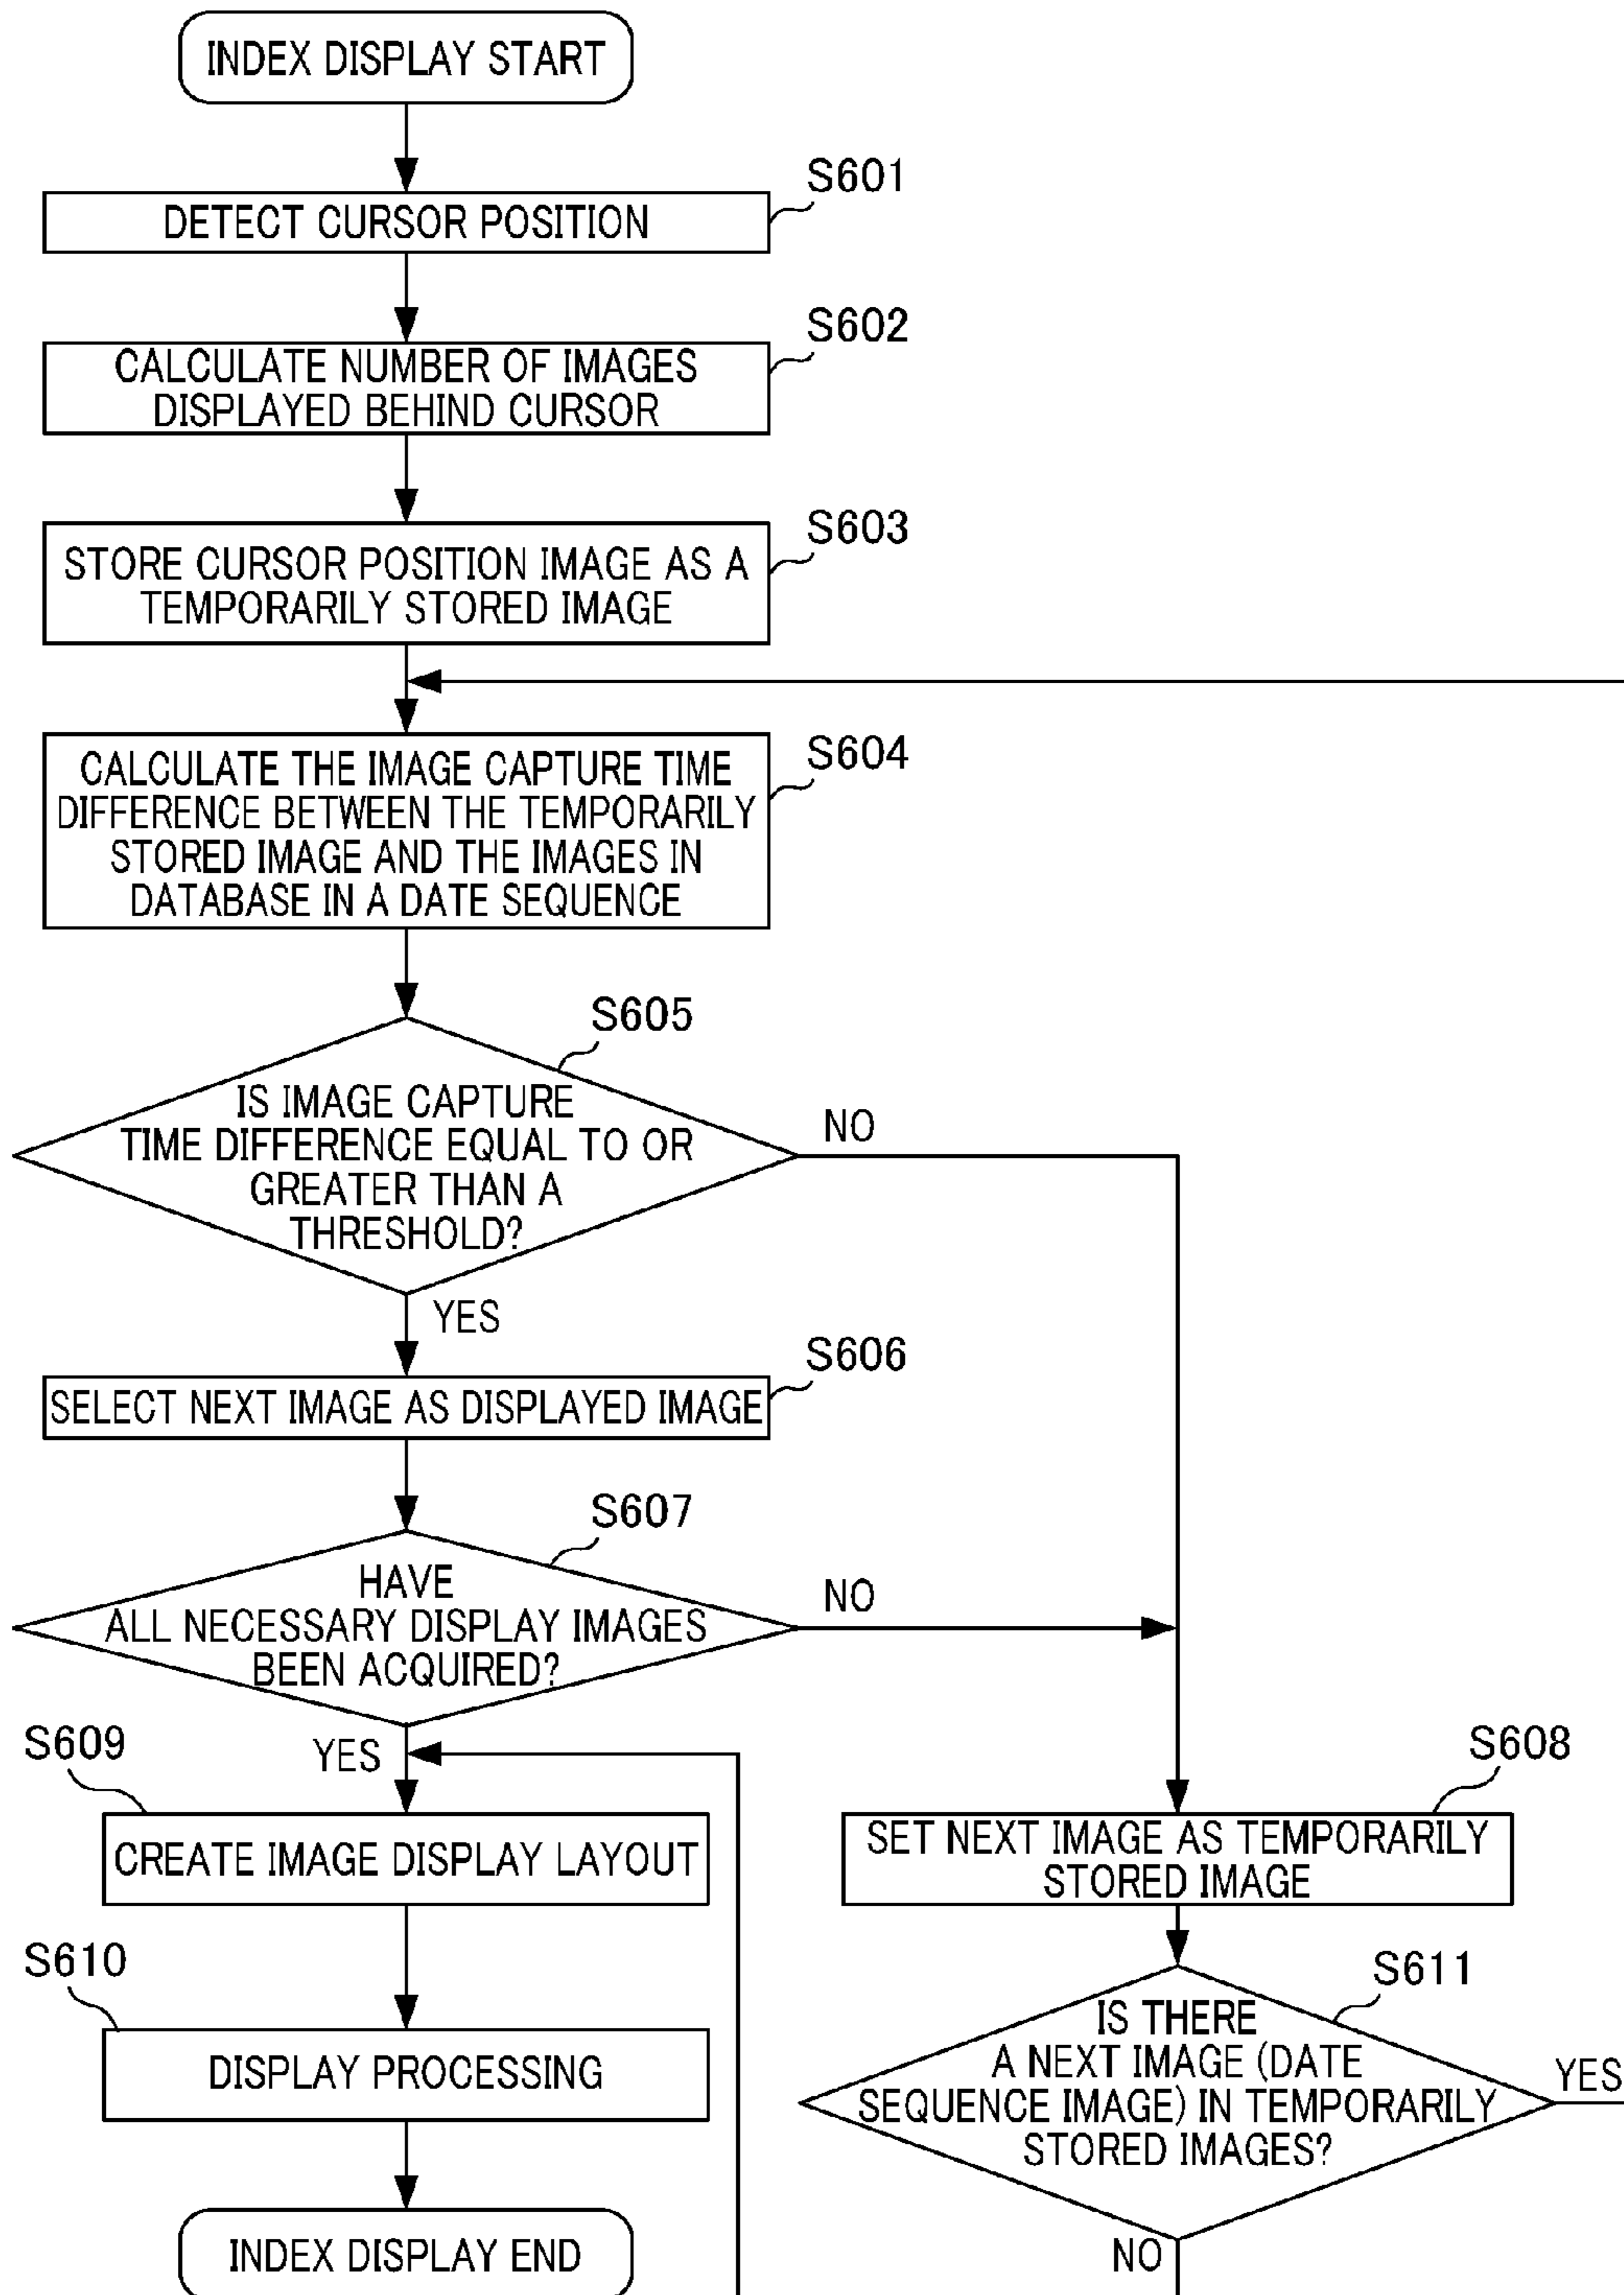 INDEX DISPLAY START
S601
DETECT CURSOR POSITION
S602
CALCULATE NUMBER OF IMAGES
DISPLAYED BEHIND CURSOR
S603
STORE CURSOR POSITION IMAGE AS A
TEMPORARILY STORED IMAGE
S604
CALCULATE THE IMAGE CAPTURE TIME
DIFFERENCE BETWEEN THE TEMPORARILY
STORED IMAGE AND THE IMAGES IN
DATABASE IN A DATE SEQUENCE
S605
IS IMAGE CAPTURE
TIME DIFFERENCE EQUAL TO OR
GREATER THAN A
THRESHOLD?
NO
YES
S606
SELECT NEXT IMAGE AS DISPLAYED IMAGE
S607
HAVE
ALL NECESSARY DISPLAY IMAGES
BEEN ACQUIRED?
NO
YES
S609
CREATE IMAGE DISPLAY LAYOUT
S608
SET NEXT IMAGE AS TEMPORARILY
STORED IMAGE
S610
DISPLAY PROCESSING
S611
IS THERE
A NEXT IMAGE (DATE
SEQUENCE IMAGE) IN TEMPORARILY
STORED IMAGES?
YES
NO
INDEX DISPLAY END